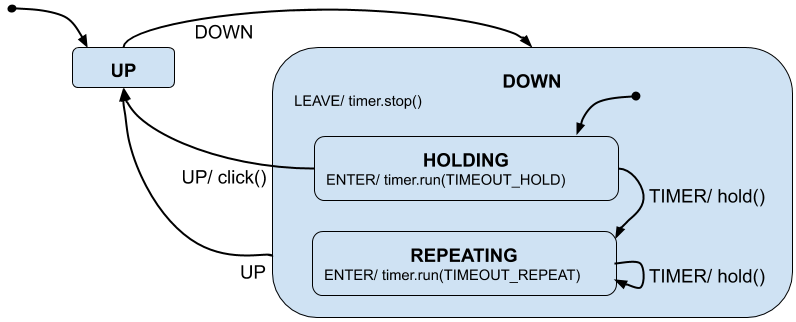 DOWN
UP
DOWN
LEAVE/ timer.stop()
HOLDING
ENTER/ timer.run(TIMEOUT_HOLD)
UP/ click()
TIMER/ hold()
REPEATING
ENTER/ timer.run(TIMEOUT_REPEAT)
UP
TIMER/ hold()